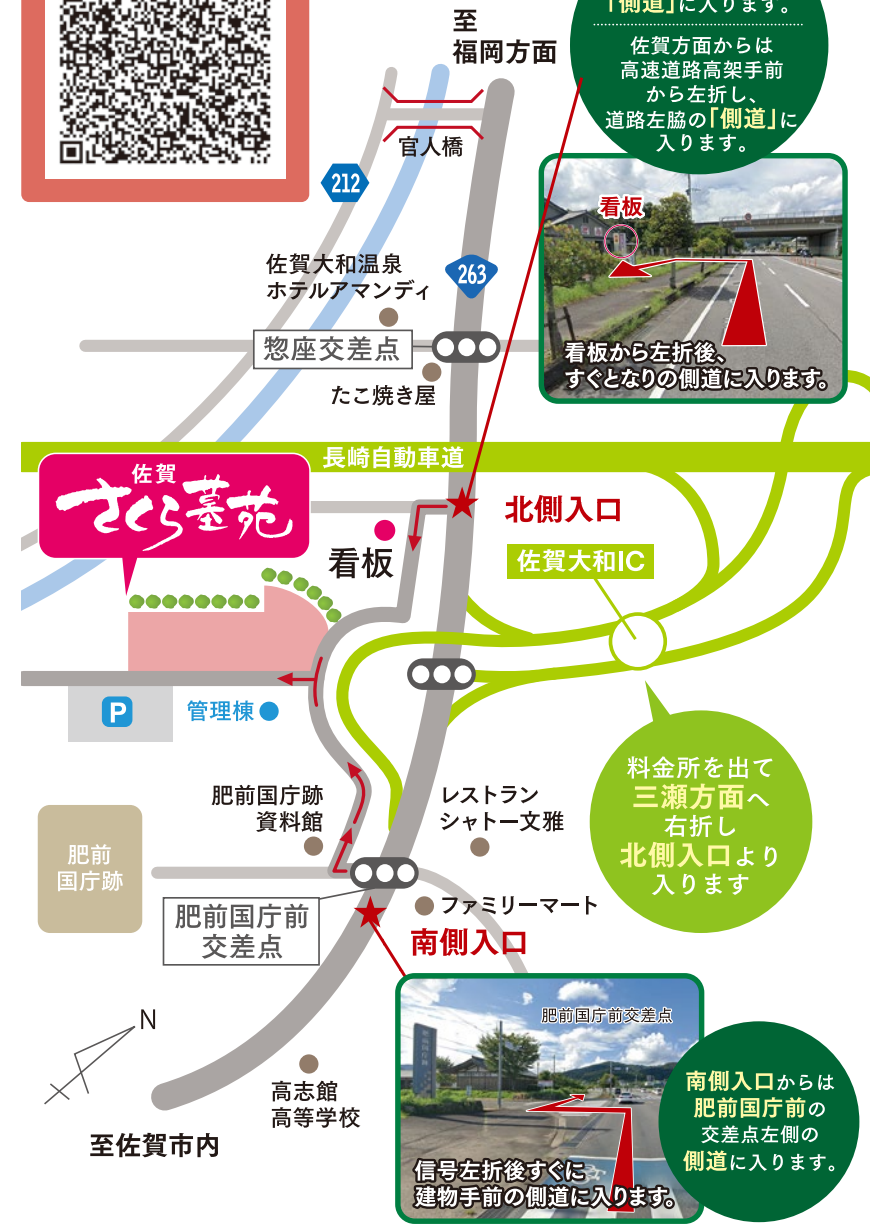 至
福岡方面
「側道」に入ります。
佐賀方面からは
高速道路高架手前
から左折し、
道路左脇の「側道」に
入ります。
官人橋
212
看板
佐賀大和温泉
ホテルアマンディ
263
惣座交差点
看板から左折後、
すぐとなりの側道に入ります。
たこ焼き屋
長崎自動車道
佐賀
さくら墓苑
北側入口
看板
佐賀大和IC
P
管理棟
料金所を出て
三瀬方面へ
右折し
北側入口より
入ります
肥前国庁跡
資料館
レストラン
シャトー文雅
肥前
国庁跡
ファミリーマート
肥前国庁前
交差点
南側入口
N
肥前国庁前交差点
高志館
高等学校
至佐賀市内
南側入口からは
肥前国庁前の
交差点左側の
側道に入ります。
信号左折後すぐに
建物手前の側道に入ります。